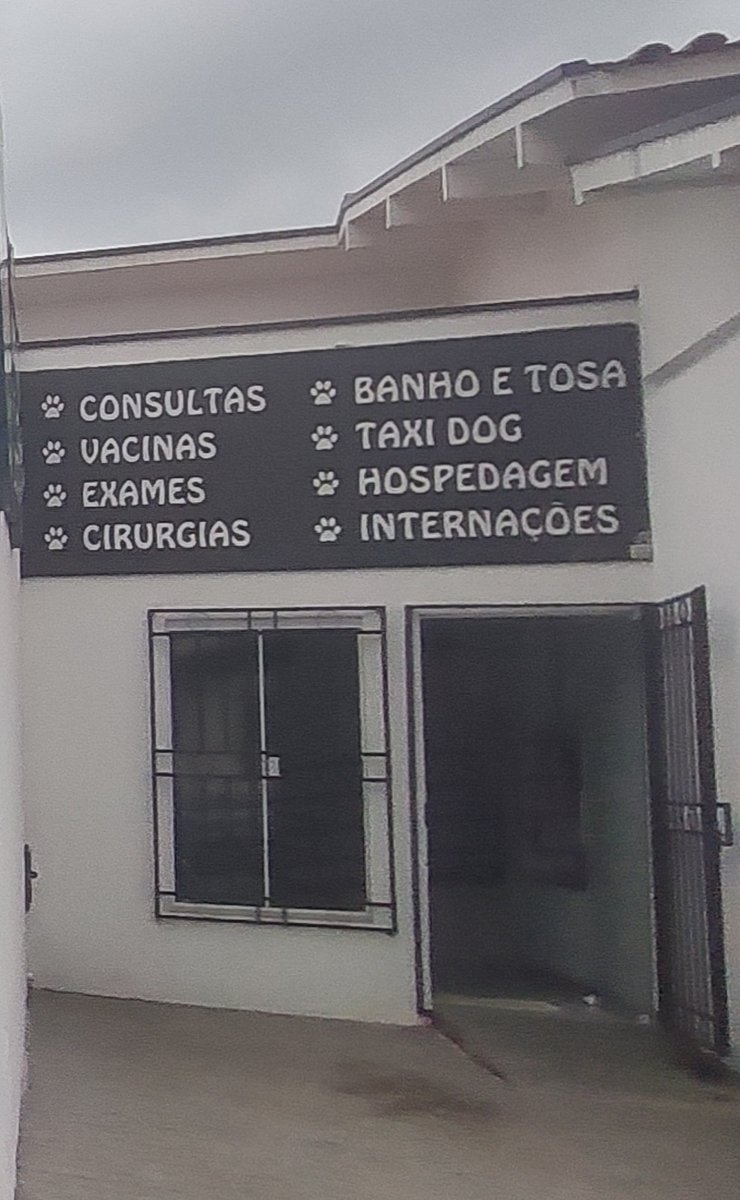 CONSULTAS
VACINAS
EXAMES
CIRURGIAS
BANHO E TOSA
TAXI DOG
HOSPEDAGEM
INTERNAÇÕES